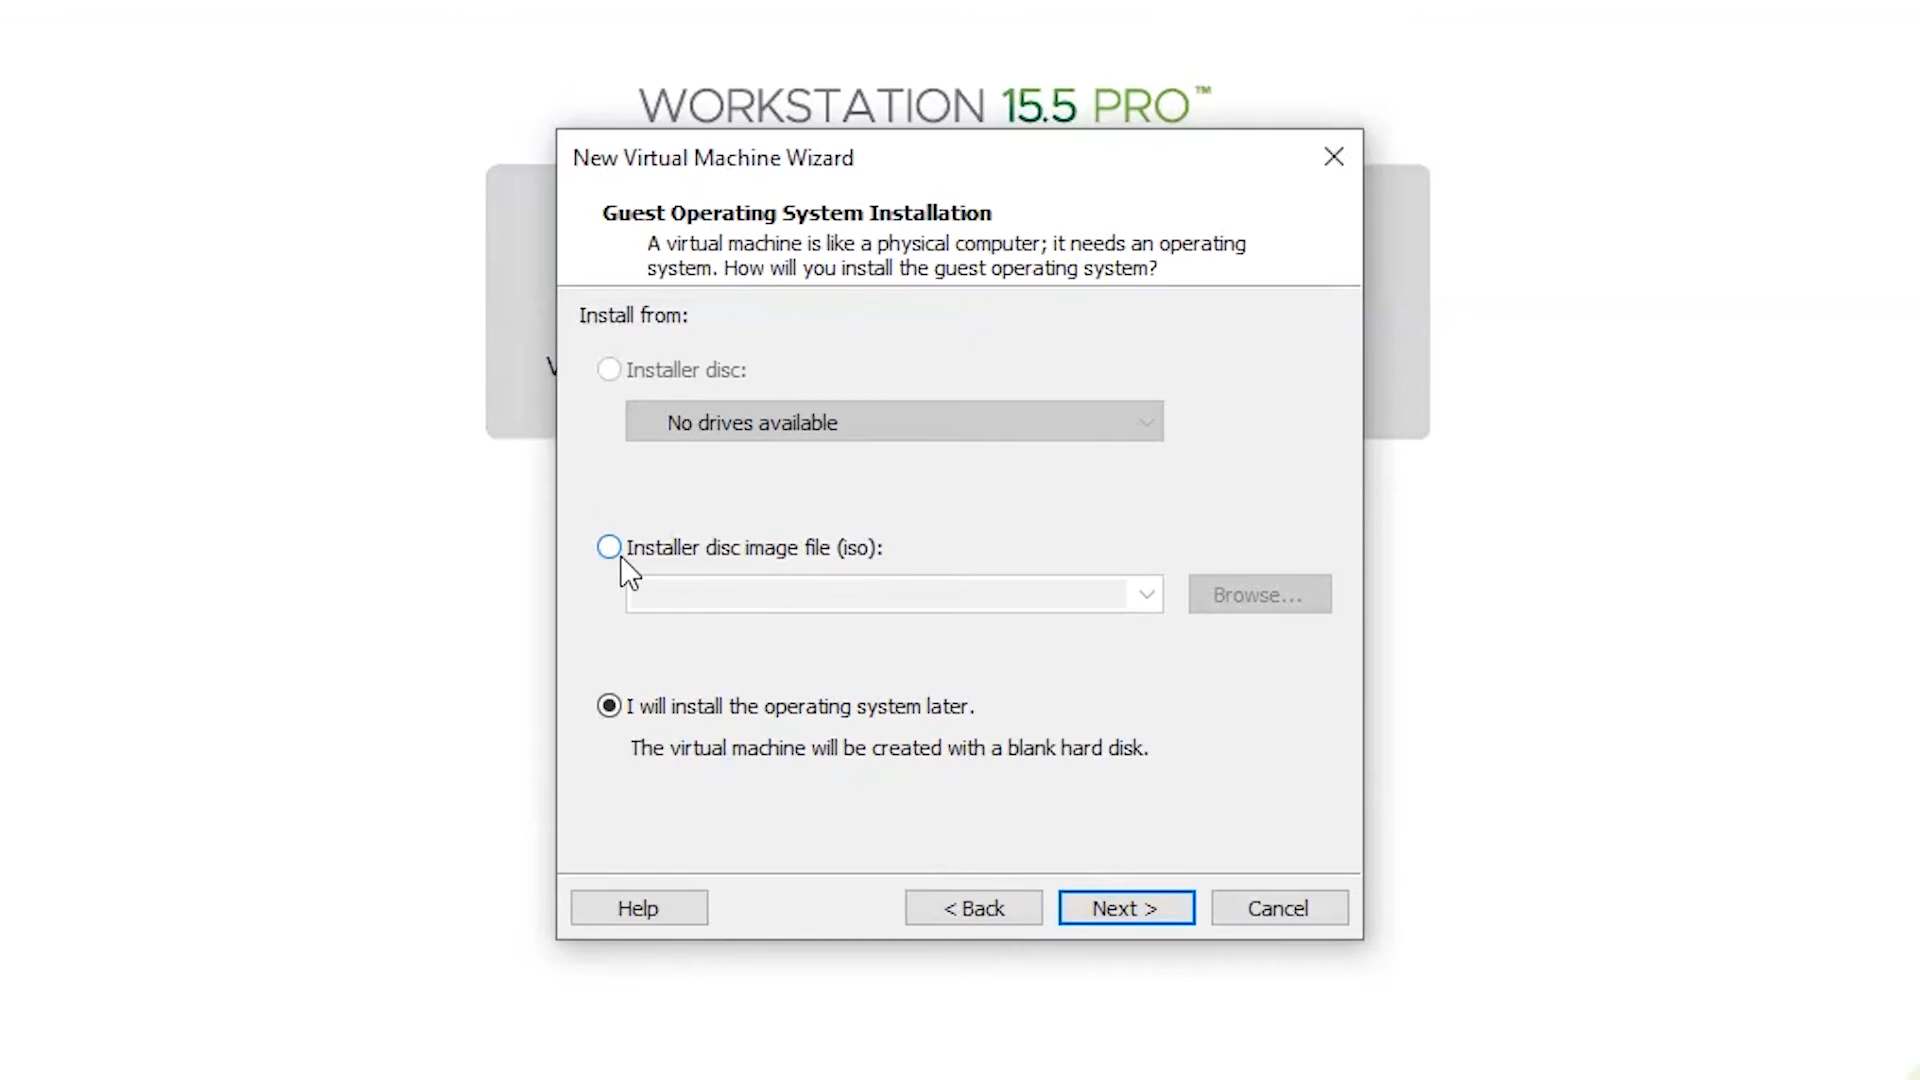 WORKSTATION 15.5 PRO™
New Virtual Machine Wizard
Guest Operating System Installation
A virtual machine is like a physical computer; it needs an operating
system. How will you install the guest operating system?
Install from:
Installer disc:
No drives available
Installer disc image file (iso):
Browse...
I will install the operating system later.
The virtual machine will be created with a blank hard disk.
Help
< Back
Next >
Cancel